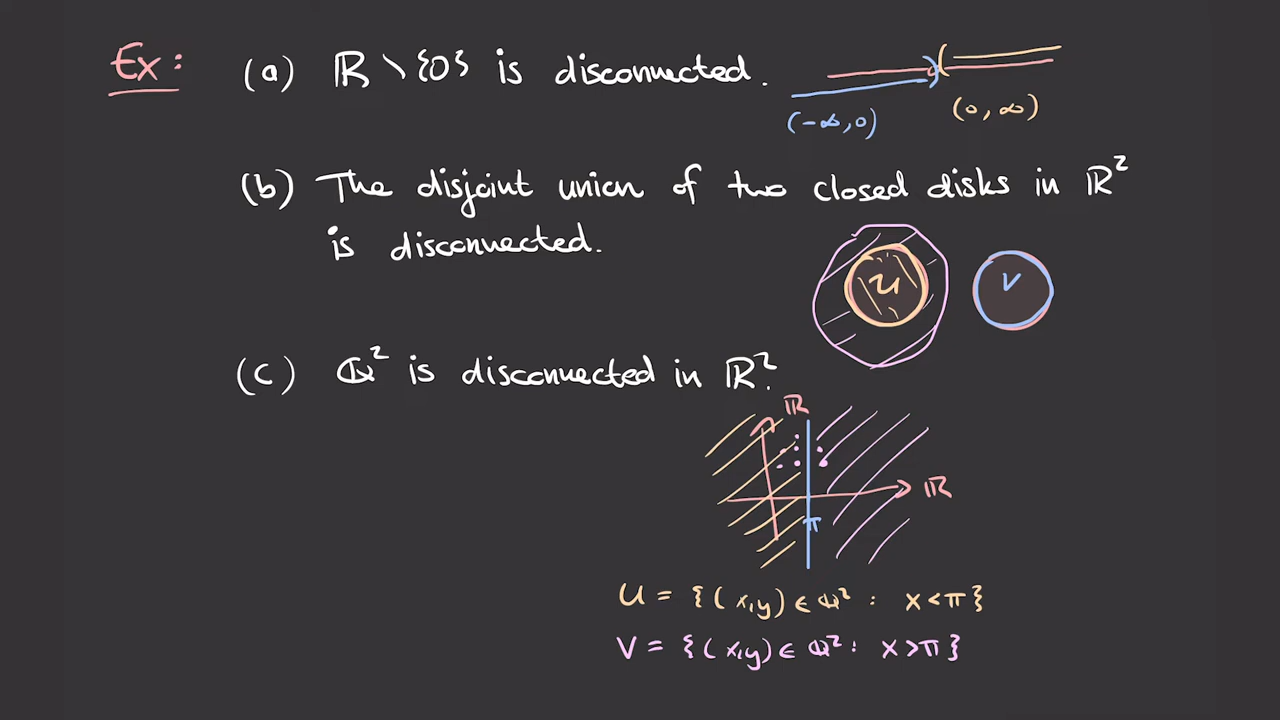 Ex: (a) ℝ \ {0} is disconnected.
(-∞,0) (0,∞)
(b) The disjoint union of two closed disks in ℝ²
is disconnected.
U V
(c) ℚ² is disconnected in ℝ².
ℝ
ℝ
π
U = {(x,y) ∈ ℚ² : x < π}
V = {(x,y) ∈ ℚ² : x > π}